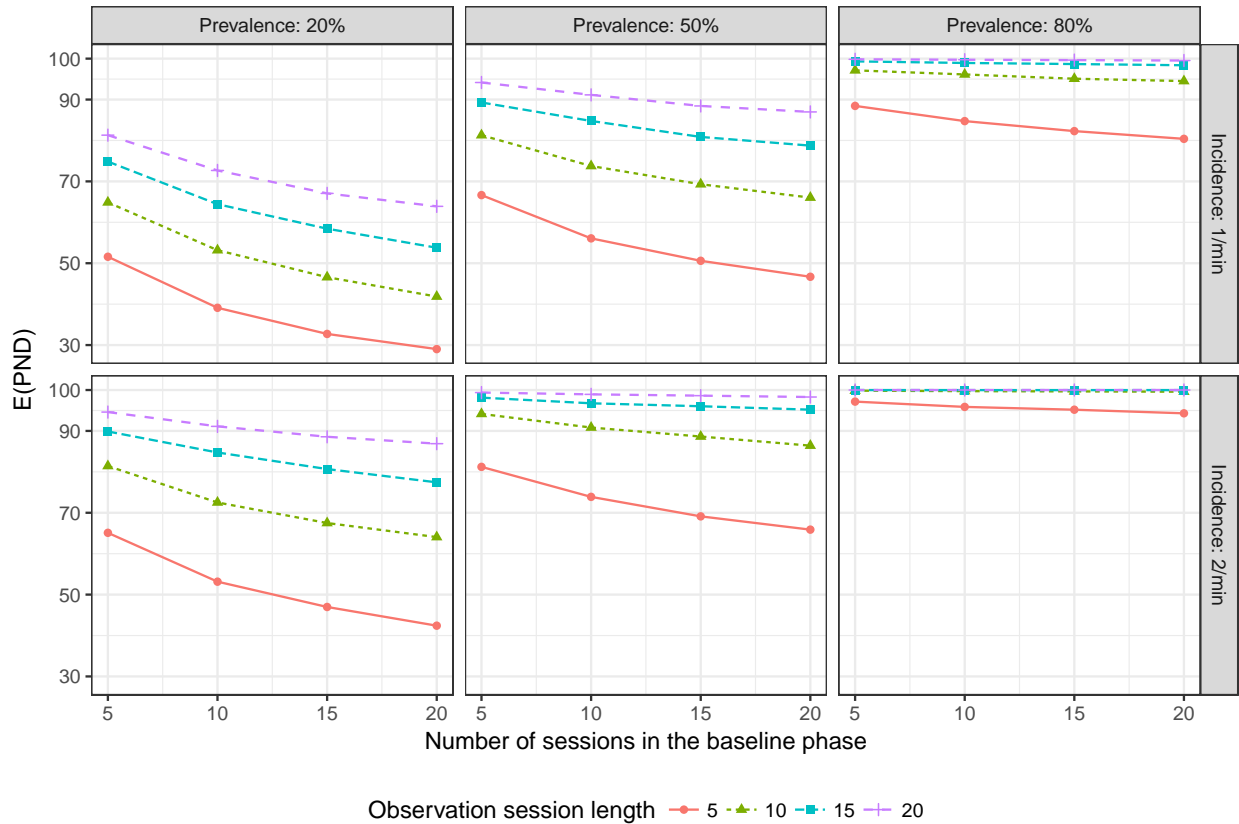 Prevalence: 20%
Prevalence: 50%
Prevalence: 80%
100
90
70
50
30
Incidence: 1/min
E(PND)
100
90
70
50
30
Incidence: 2/min
5 10 15 20
5 10 15 20
5 10 15 20
Number of sessions in the baseline phase
Observation session length 5 10 15 20